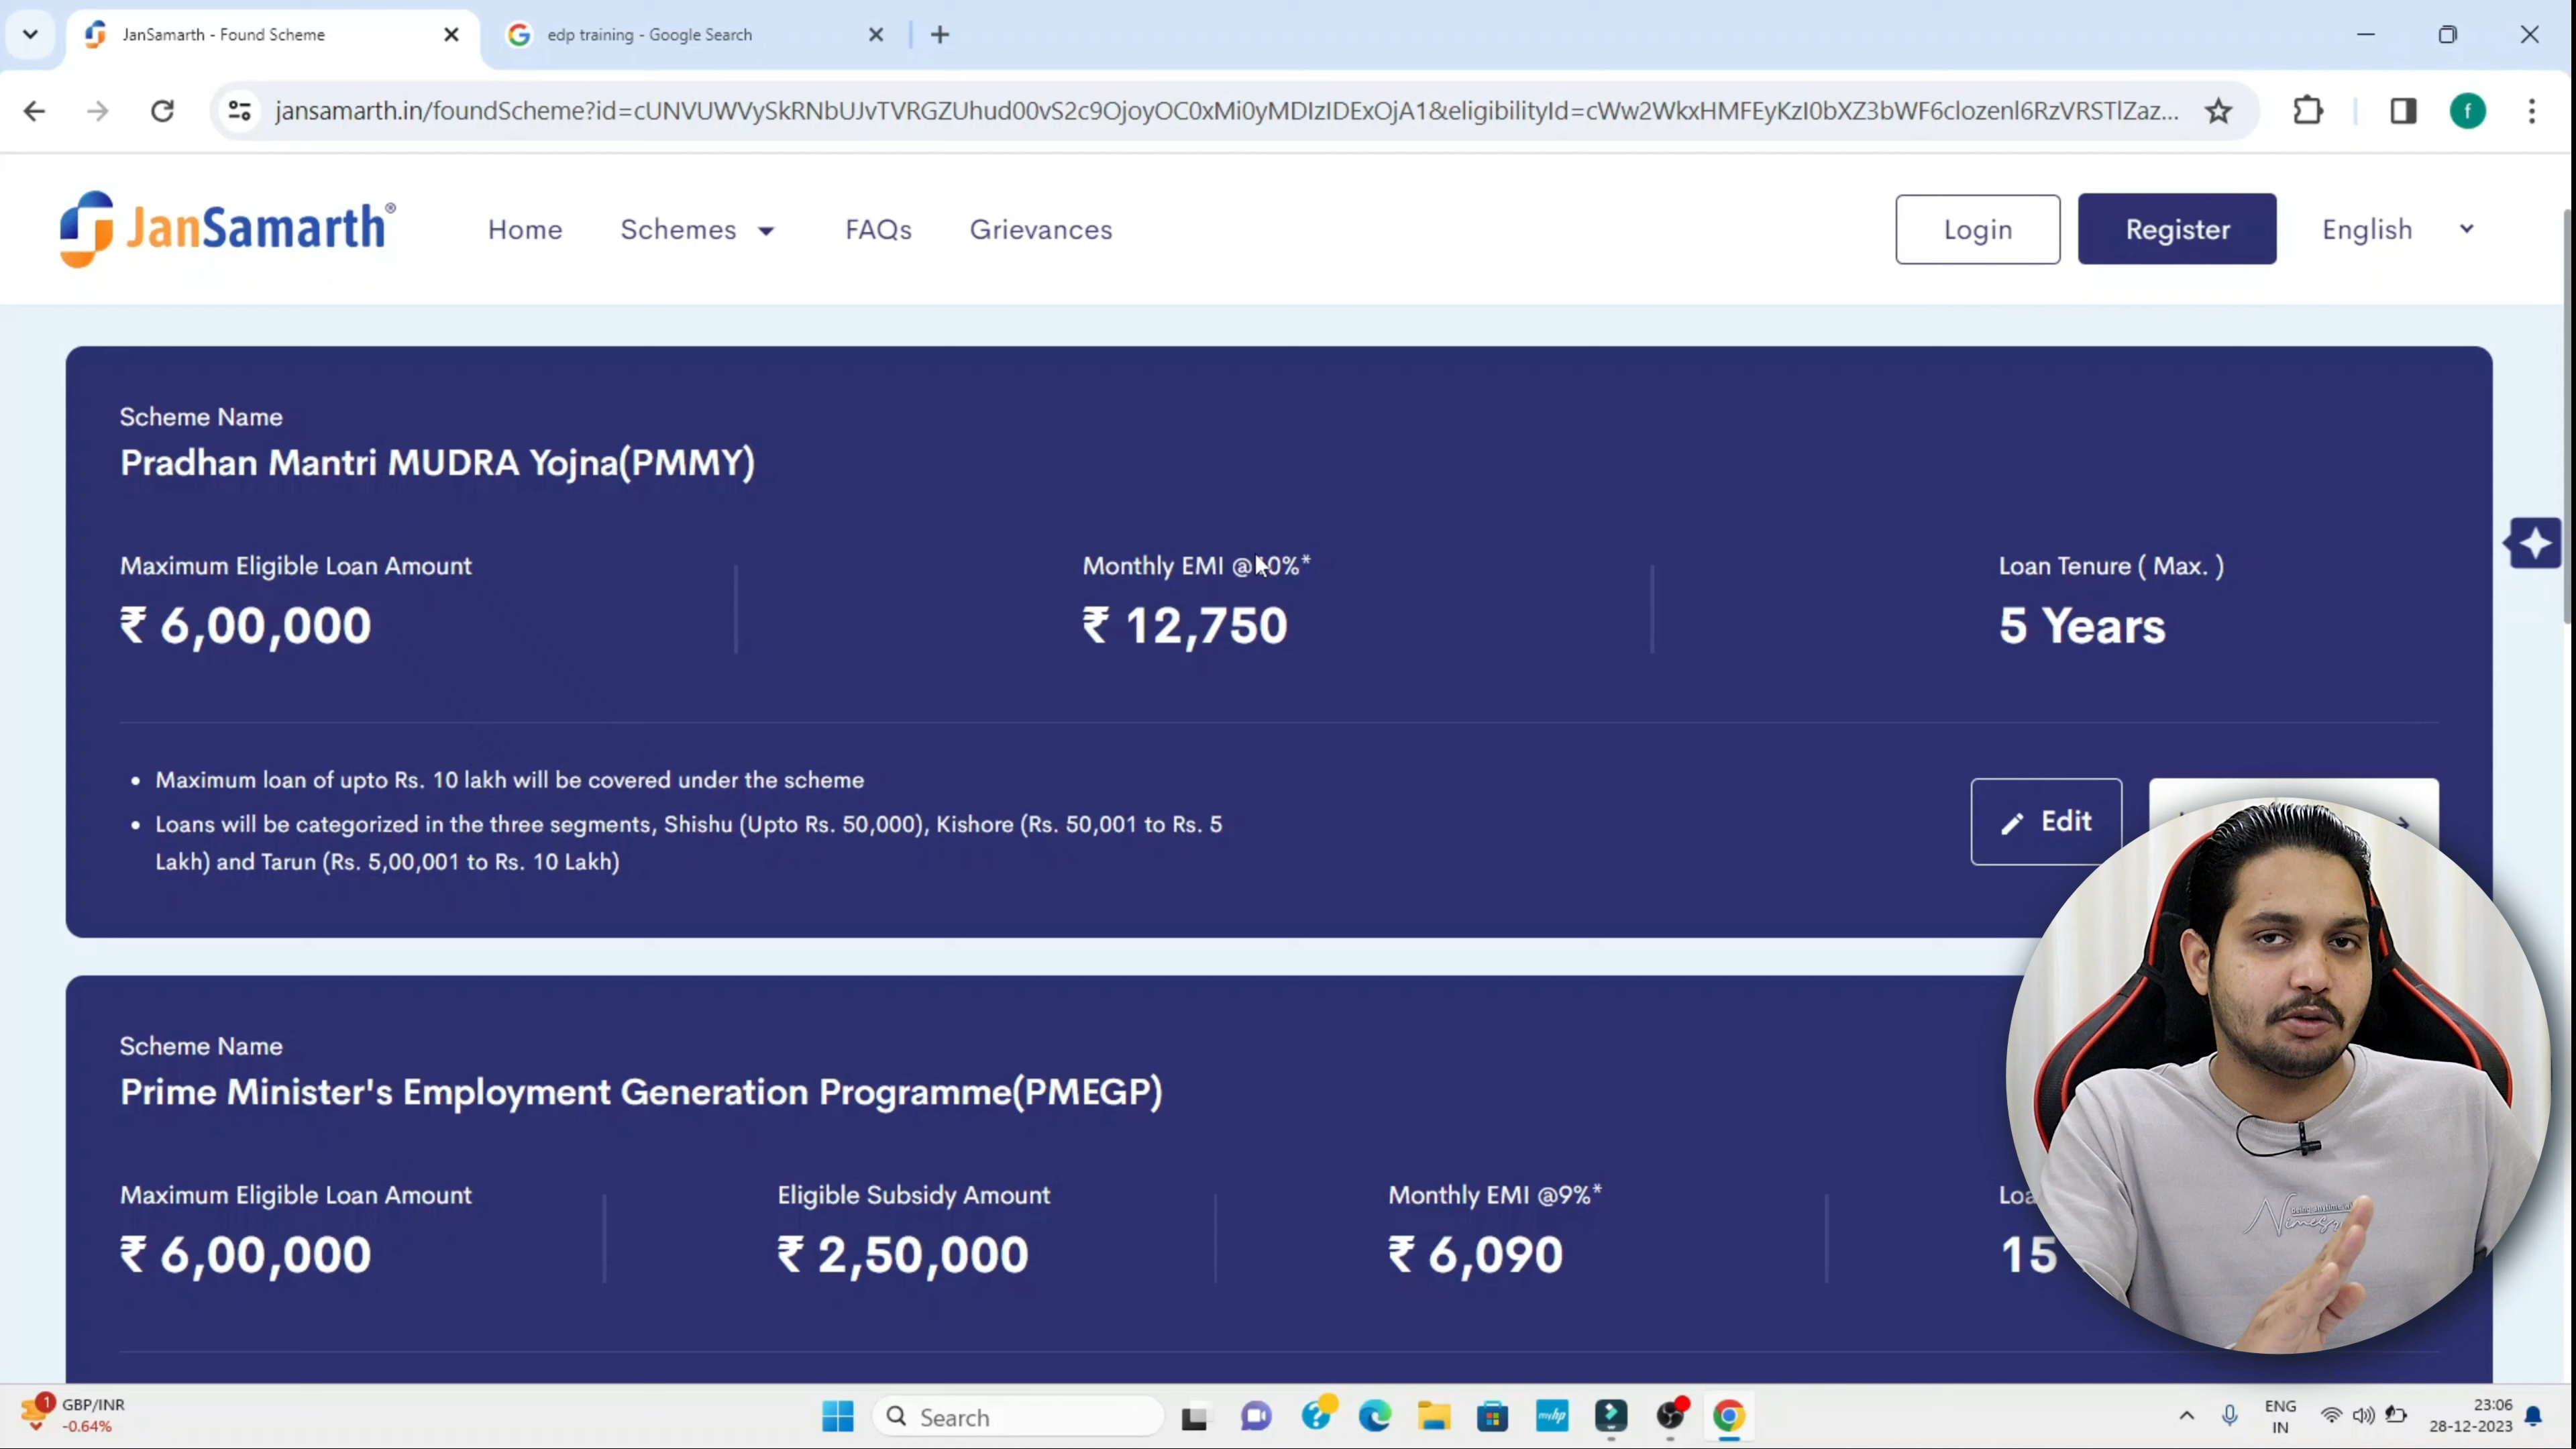 JanSamarth - Found Scheme
edp training - Google Search
jansamarth.in/foundScheme?id=cUNVUWVySkRNbUJvTVRGZUhud00vS2c9OjoyOC0xMi0yMDIzIDExOjA1&eligibilityId=cWw2WkxHMFEyKzI0bXZ3bWF6clozenl6RzVRSTlZaz...
f
JanSamarth®
Home Schemes FAQs Grievances
Login Register English
Scheme Name
Pradhan Mantri MUDRA Yojna(PMMY)
Maximum Eligible Loan Amount
₹ 6,00,000
Monthly EMI @10%*
₹ 12,750
Loan Tenure ( Max. )
5 Years
• Maximum loan of upto Rs. 10 lakh will be covered under the scheme
• Loans will be categorized in the three segments, Shishu (Upto Rs. 50,000), Kishore (Rs. 50,001 to Rs. 5
Lakh) and Tarun (Rs. 5,00,001 to Rs. 10 Lakh)
Edit
Scheme Name
Prime Minister's Employment Generation Programme(PMEGP)
Maximum Eligible Loan Amount
₹ 6,00,000
Eligible Subsidy Amount
₹ 2,50,000
Monthly EMI @9%*
₹ 6,090
15
1
GBP/INR
-0.64%
Search
myhp
ENG
IN
23:06
28-12-2023